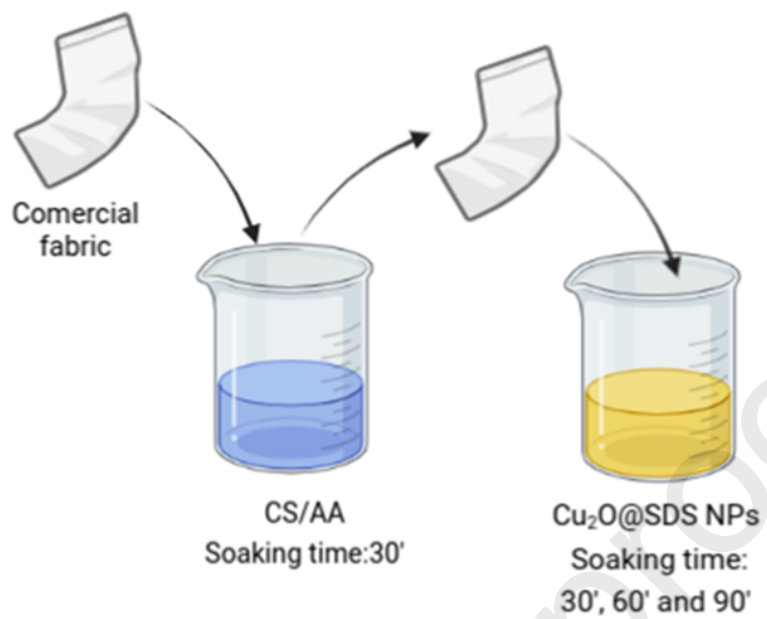 Comercial
fabric
CS/AA
Soaking time:30'
Cu₂O@SDS NPs
Soaking time:
30', 60' and 90'